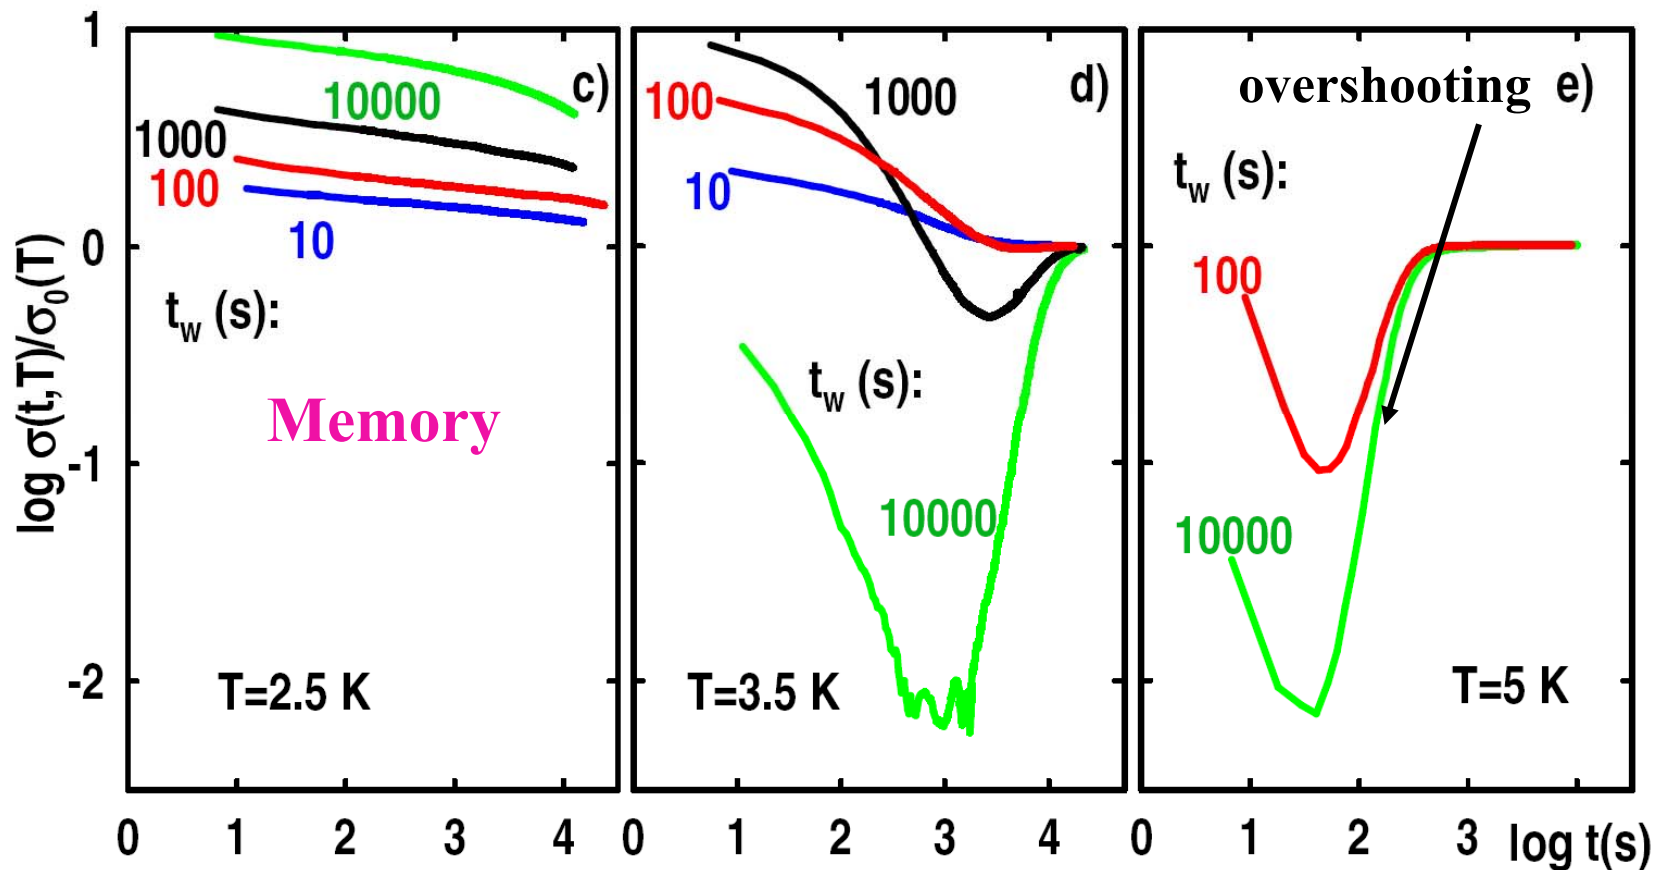 log σ(t,T)/σ₀(T)
1
0
-1
-2
c)
10000
1000
100
10
t_w (s):
Memory
T=2.5 K
0 1 2 3 4
d)
1000
100
10
t_w (s):
10000
T=3.5 K
0 1 2 3 4
overshooting e)
t_w (s):
100
10000
T=5 K
0 1 2 3 log t(s)